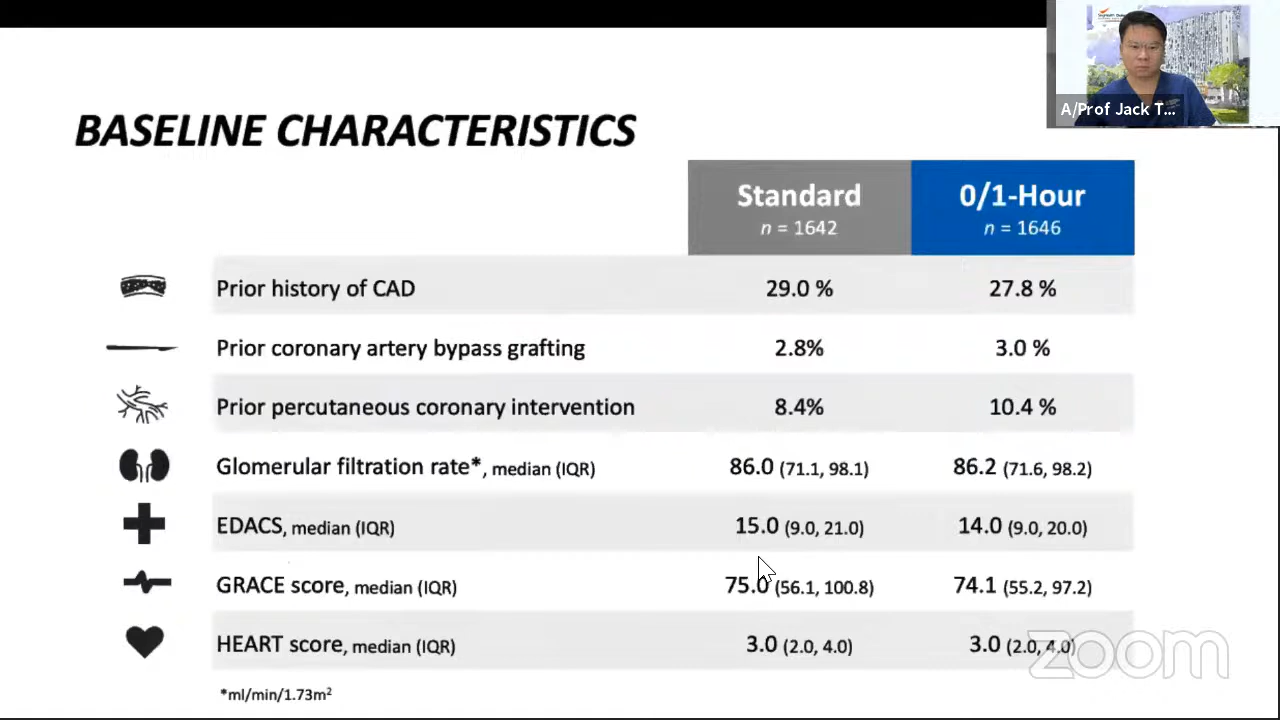 A/Prof Jack T...
BASELINE CHARACTERISTICS
Standard 0/1-Hour
n = 1642 n = 1646
Prior history of CAD 29.0 % 27.8 %
Prior coronary artery bypass grafting 2.8% 3.0 %
Prior percutaneous coronary intervention 8.4% 10.4 %
Glomerular filtration rate*, median (IQR) 86.0 (71.1, 98.1) 86.2 (71.6, 98.2)
EDACS, median (IQR) 15.0 (9.0, 21.0) 14.0 (9.0, 20.0)
GRACE score, median (IQR) 75.0 (56.1, 100.8) 74.1 (55.2, 97.2)
HEART score, median (IQR) 3.0 (2.0, 4.0) 3.0 (2.0, 4.0)
zoom
*ml/min/1.73m²